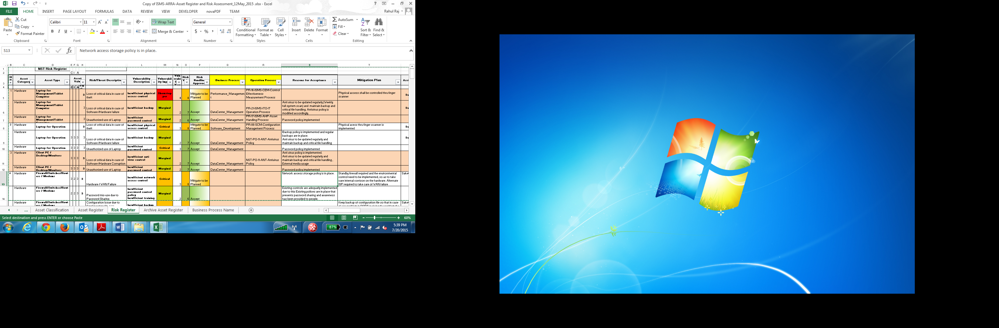 Copy of ISMS-ARRA-Asset Register and Risk Assessment_12May_2015 .xlsx - Excel
FILE HOME INSERT PAGE LAYOUT FORMULAS DATA REVIEW VIEW DEVELOPER novaPDF TEAM Rahul Raj
Cut Calibri 11 Wrap Text General AutoSum
Paste Copy Conditional Format as Cell Insert Delete Format Fill Sort & Find &
Format Painter B I U Merge & Center $ % Formatting Table Styles Clear Filter Select
Clipboard Font Alignment Number Styles Cells Editing
S13 fx Network access storage policy is in place.
B C D E F G H I L M N O P Q R S T
1 NST Risk Register
2 C I A
3 Asset Category Asset Type Asset Risk/Threat Descriptio Vulnerability Description Risk Business Process Operation Process Reasons for Acceptance Mitigation Plan
4 C I A
5 1 Hardware Laptop for Management/Tablet Computer 3 Loss of critical data in case of theft Insufficient physical access control Showstop per 4 8 Mitigate to be Planned Performance_Managemen t PR-16-ISMS-CEM-Control Effectiveness Measurement Process Physical access shall be controlled thru finger scanner Sa
6 Hardware Laptop for Management/Tablet Computer 3 Loss of critical data in case of Software /Hardware failure Insufficient backup Marginal 2 7 Accept DataCenter_Management PR-21-ISMS-ITO-IT Operation Process Anti virus to be updated regularly (Weekly full system scan) and maintain backup and critical file handling. Antivirus policy is modified accordingly. Sa
7 Hardware Laptop for Management/Tablet 3 Unauthorized use of Laptop Insufficient password control Marginal 2 6 Accept DataCenter_Management PR-17-ISMS-AHP-Asset Handling Process Password policy implemented
8 2 Hardware Laptop for Operation 3 Loss of critical data in case of theft Insufficient physical access control Critical 3 8 Mitigate to be Planned Software_Development PR-08-SCM-Configuration Management Process Physical acess thru finger scanner is implemented Sa
9 Hardware Laptop for Operation 3 3 3 3 Loss of critical data in case of Software /Hardware failure Insufficient backup Marginal 2 7 Accept DataCenter_Management NST-PO-11-ANT-Antivirus Policy Backup policy is implemented and regular backups are in place. Anti virus to be updated regularly and maintain backup and critical file handling Sa
10 Hardware Laptop for Operation 3 3 3 3 Unauthorized use of Laptop Insufficient password control Critical 3 7 Accept DataCenter_Management Password policy implemented
11 3 Hardware Client PC / Desktop/Monitors 3 3 3 3 Loss of critical data in case of Software /Hardware Corruption Insufficient anti virus control Marginal 2 7 Accept DataCenter_Management NST-PO-11-ANT-Antivirus Policy Anti virus policy is implemented. Anti virus to be updated regularly and maintain backup and critical file handling , External media usage
12 Hardware Client PC / Desktop/Monitors 3 3 3 3 Unauthorized use of Laptop Insufficient password control Marginal 2 7 Accept DataCenter_Management Password policy implemented
13 4 Hardware Firewall/Switches/Rout ers / Modems 3 2 3 3 Hardware / WAN Failure Insufficient network access control Critical 3 8 Mitigate to be Planned Network access storage policy is in place. Standby firewall required and the environmental control need to be implemented, so as to take care internal corrison on the hardware. Alternate ISP required to take care of WAN failure
14 Hardware Firewall/Switches/Rout ers / Modems 2 2 3 3 Password mis-use due to Password Sharing Insufficient password control policy Insufficient training Marginal 2 6 Accept Existing controls are adequatly implemented due to this Existing polices are in place that prevents password sharing and awareness has been provided to people.
Hardware Firewall/Switches/Rout Configuration Issue due to Insufficient backup Keep backup of configuration file so that in case
... Asset Classification Asset Register Risk Register Archive Asset Register Business Process Name
Select destination and press ENTER or choose Paste 60%
87% 5:39 PM
7/20/2015